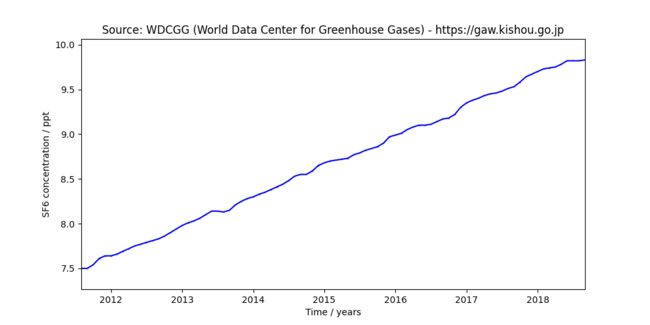 Source: WDCGG (World Data Center for Greenhouse Gases) - https://gaw.kishou.go.jp
10.0
9.5
9.0
8.5
8.0
7.5
SF6 concentration / ppt
2012 2013 2014 2015 2016 2017 2018
Time / years